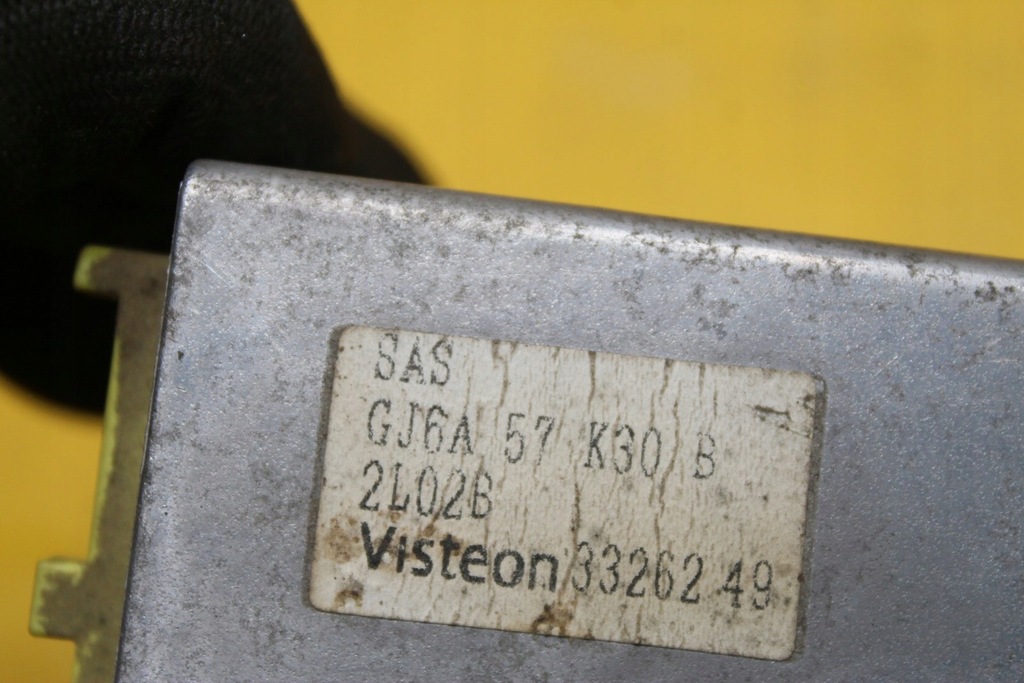 SAS
GJ6A 57 K30 B
2L02B
Visteon 33262 49